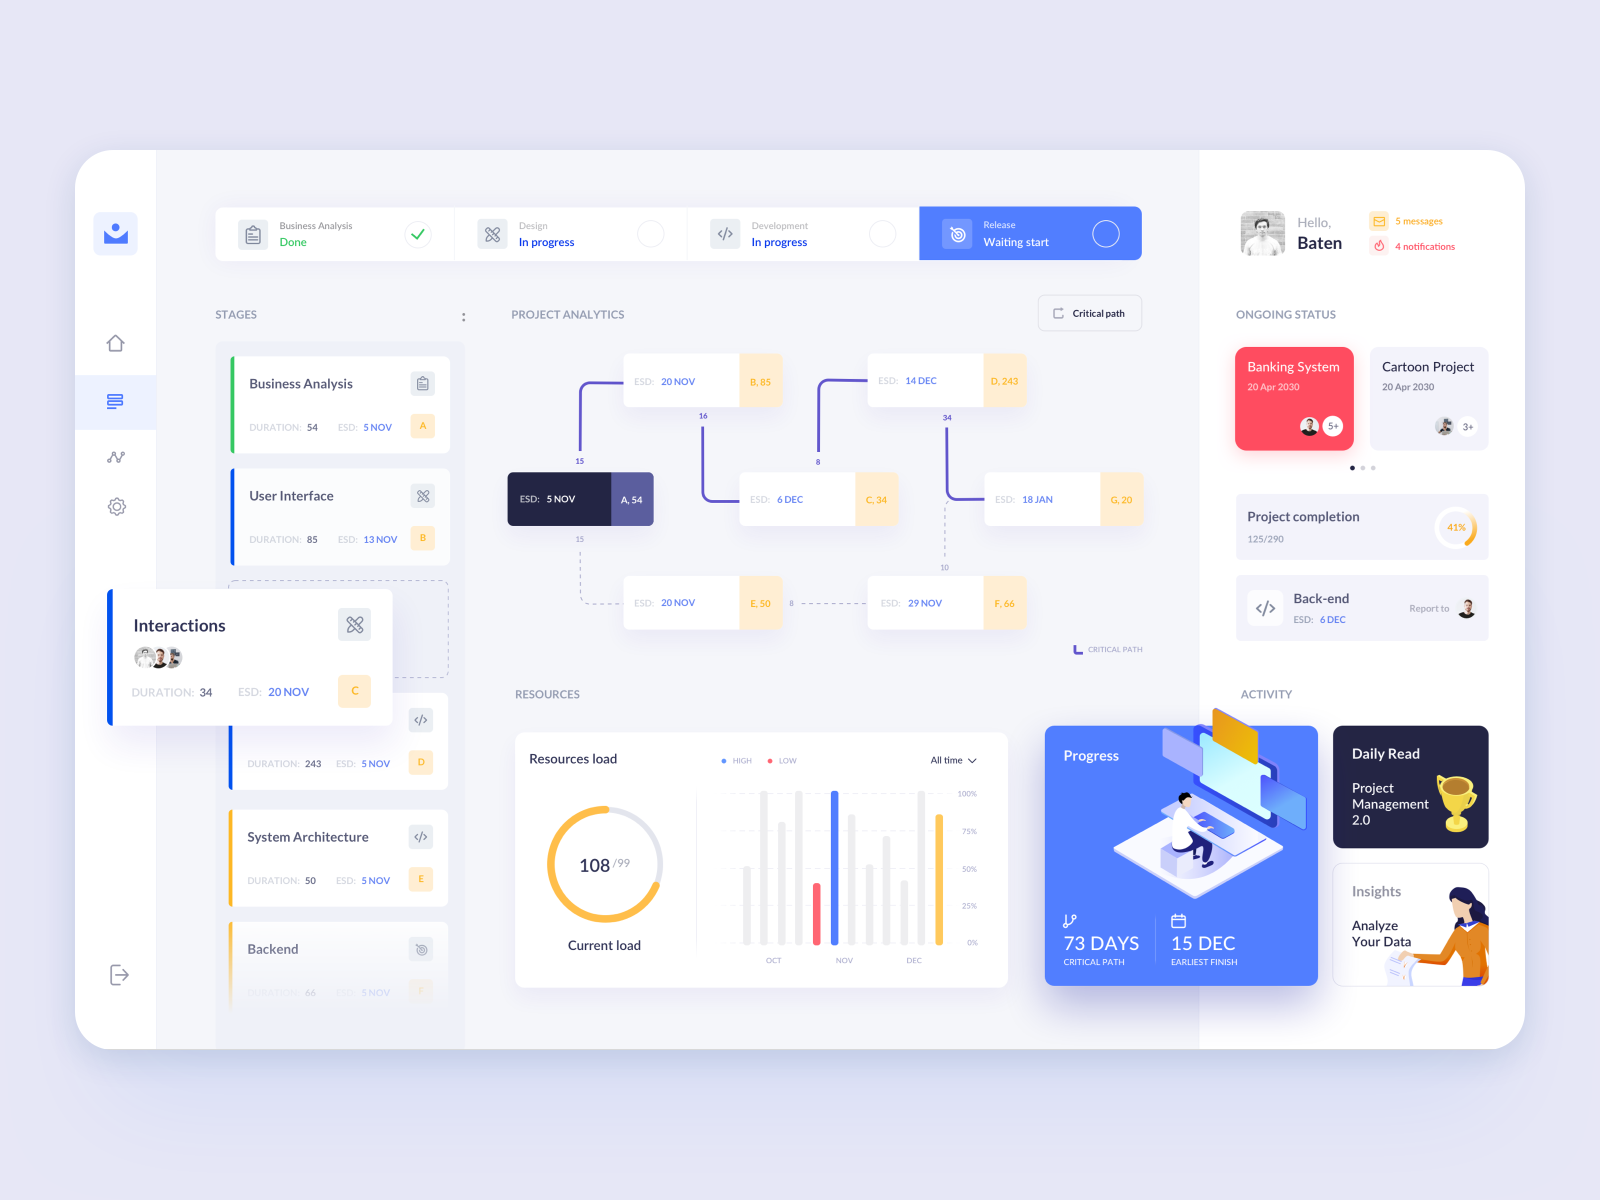 Business Analysis
Done
Design
In progress
Development
In progress
Release
Waiting start
Hello,
Baten
5 messages
4 notifications
STAGES
:
Business Analysis
DURATION: 54 ESD: 5 NOV A
User Interface
DURATION: 85 ESD: 13 NOV B
Interactions
DURATION: 34 ESD: 20 NOV C
DURATION: 243 ESD: 5 NOV D
System Architecture
DURATION: 50 ESD: 5 NOV E
Backend
DURATION: 66 ESD: 5 NOV F
PROJECT ANALYTICS
Critical path
ESD: 20 NOV B, 85
ESD: 14 DEC D, 243
16
34
15
8
ESD: 5 NOV A, 54
ESD: 6 DEC C, 34
ESD: 18 JAN G, 20
15
10
ESD: 20 NOV E, 50
8
ESD: 29 NOV F, 66
CRITICAL PATH
RESOURCES
Resources load
HIGH LOW
All time
108 /99
Current load
100%
75%
50%
25%
0%
OCT NOV DEC
ONGOING STATUS
Banking System
20 Apr 2030
5+
Cartoon Project
20 Apr 2030
3+
Project completion
125/290
41%
Back-end
ESD: 6 DEC
Report to
ACTIVITY
Progress
73 DAYS
CRITICAL PATH
15 DEC
EARLIEST FINISH
Daily Read
Project
Management
2.0
Insights
Analyze
Your Data